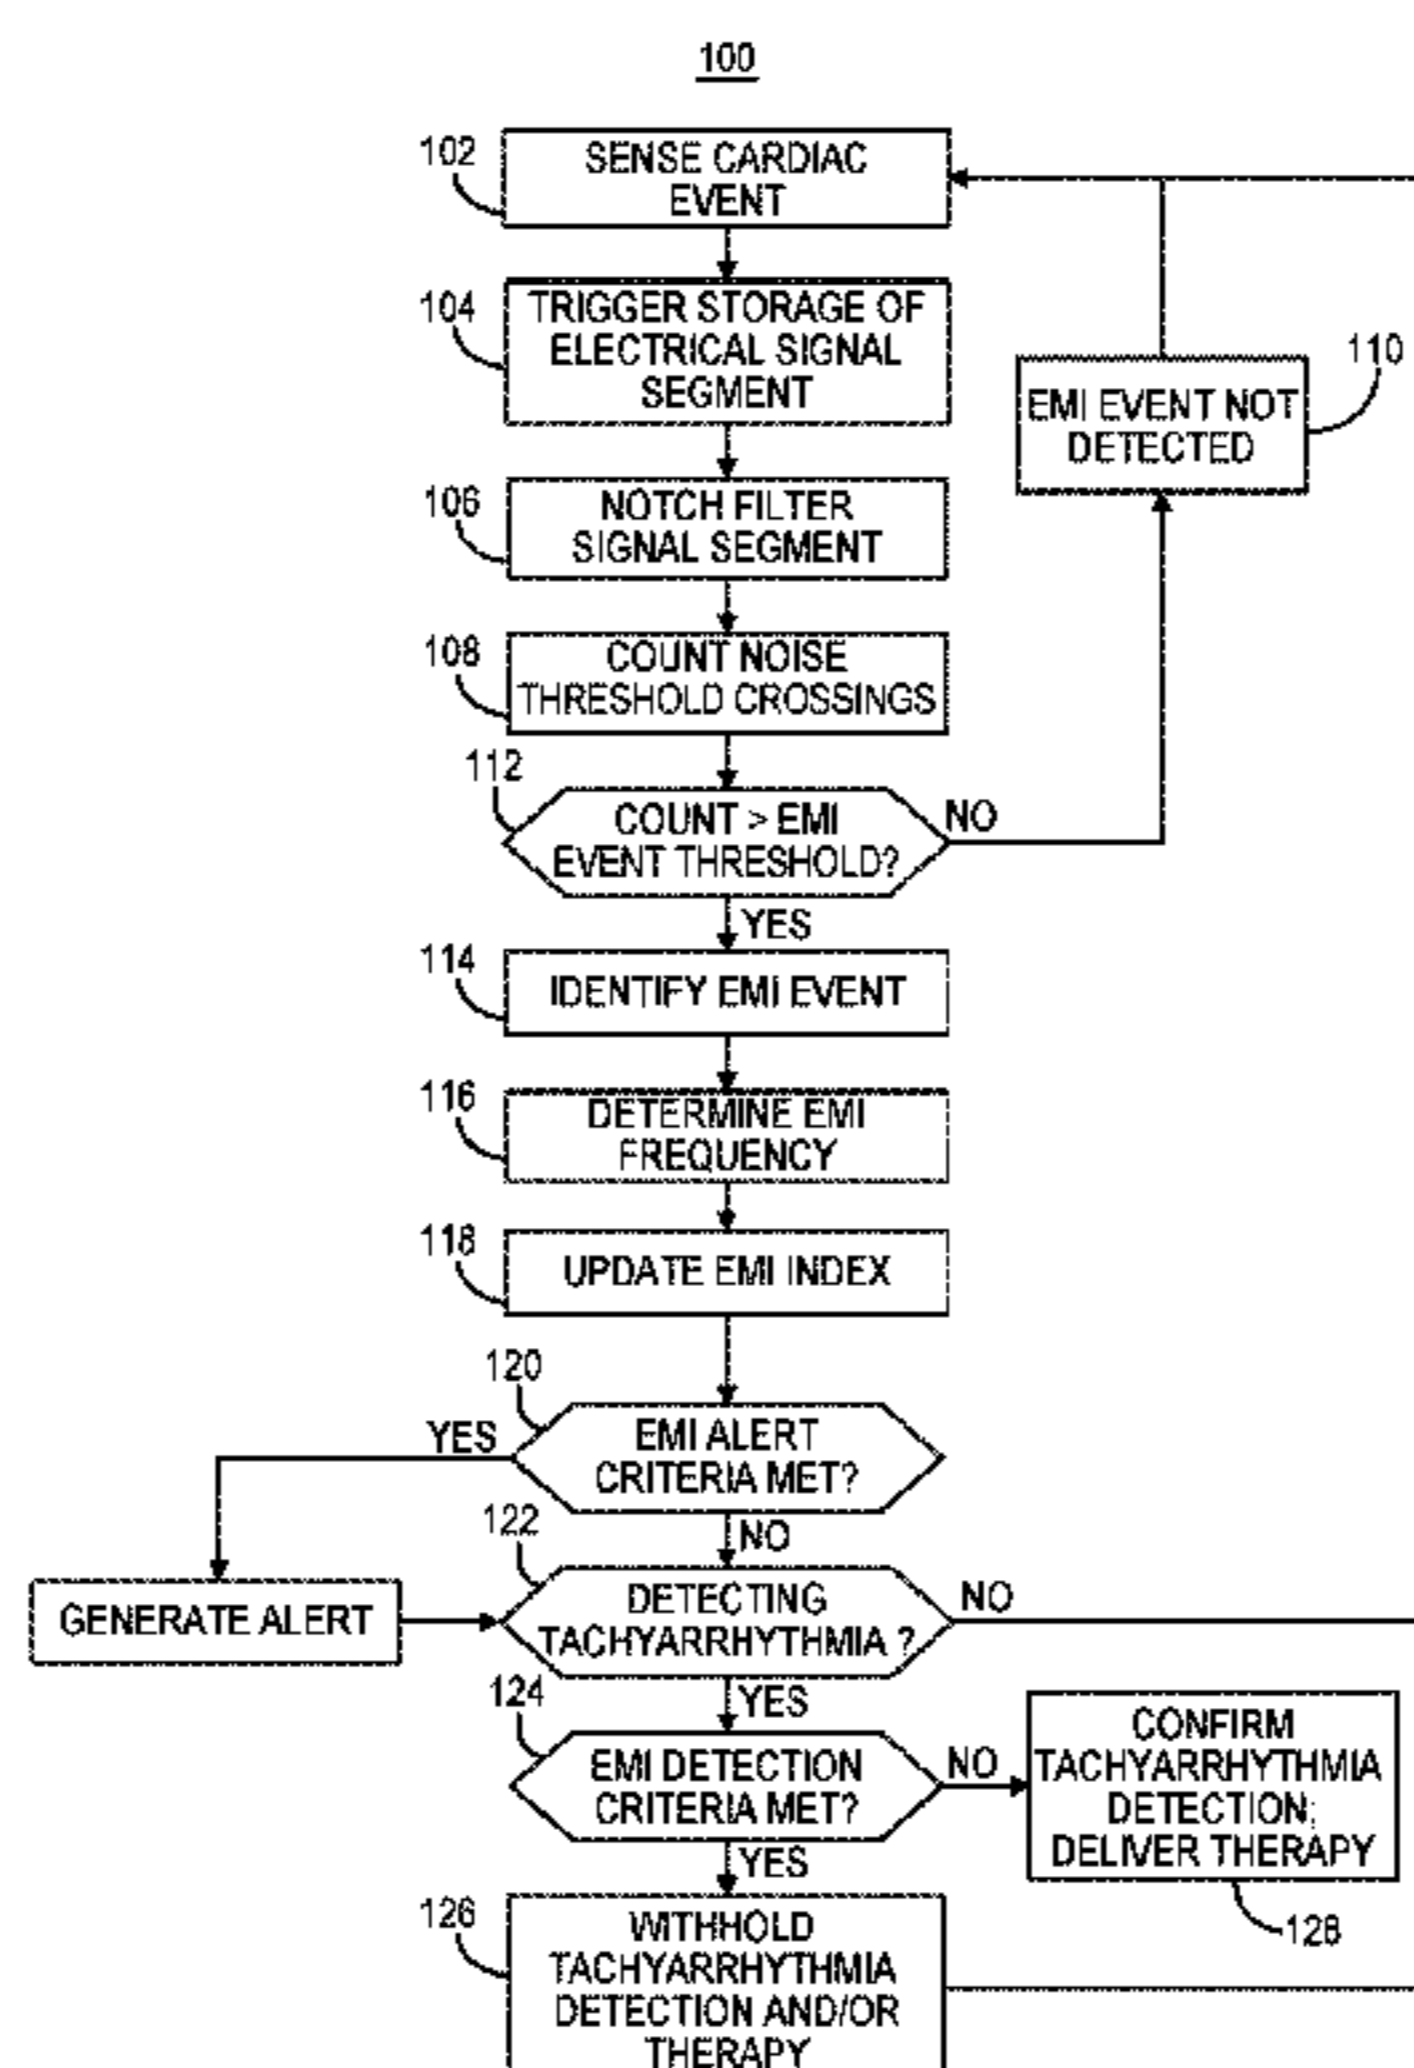 100
102
SENSE CARDIAC
EVENT
104
TRIGGER STORAGE OF
ELECTRICAL SIGNAL
SEGMENT
110
EMI EVENT NOT
DETECTED
106
NOTCH FILTER
SIGNAL SEGMENT
108
COUNT NOISE
THRESHOLD CROSSINGS
112
COUNT > EMI
EVENT THRESHOLD?
NO
YES
114
IDENTIFY EMI EVENT
116
DETERMINE EMI
FREQUENCY
118
UPDATE EMI INDEX
120
YES
EMI ALERT
CRITERIA MET?
NO
122
GENERATE ALERT
DETECTING
TACHYARRHYTHMIA ?
NO
YES
124
EMI DETECTION
CRITERIA MET?
NO
YES
CONFIRM
TACHYARRHYTHMIA
DETECTION;
DELIVER THERAPY
128
126
WITHHOLD
TACHYARRHYTHMIA
DETECTION AND/OR
THERAPY